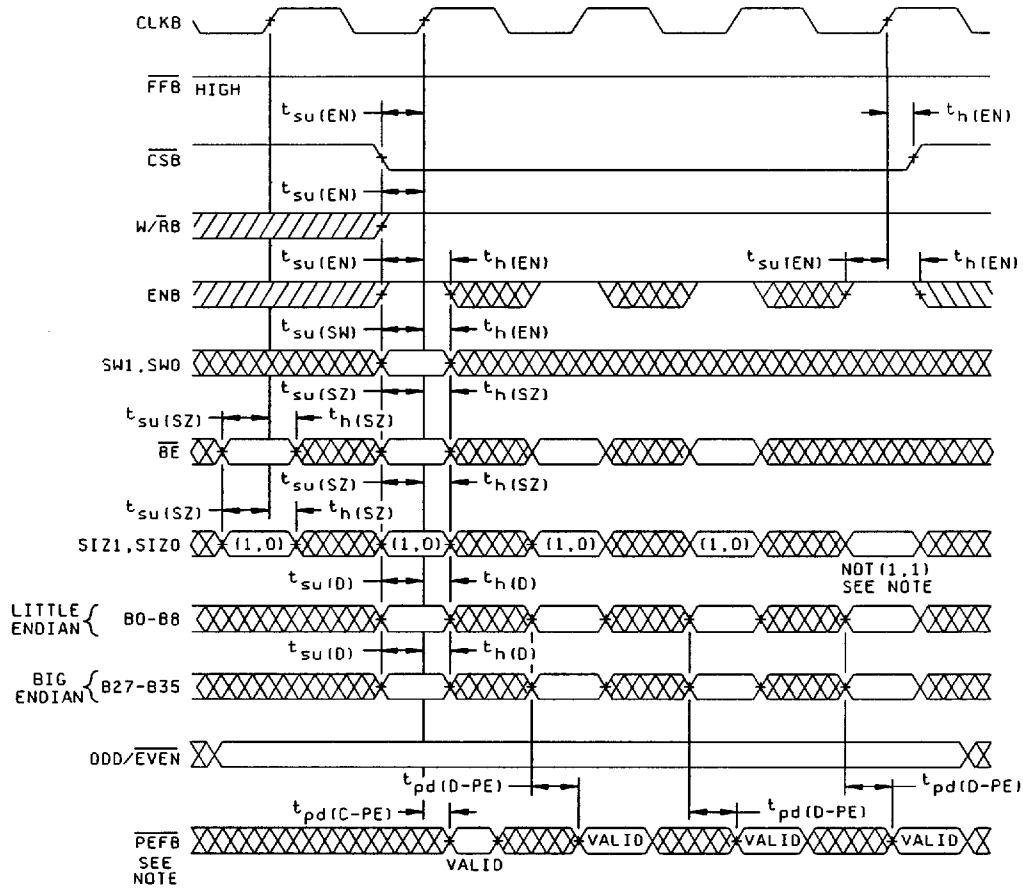 CLKB
FFB HIGH
tsu(EN) th(EN)
CSB
tsu(EN)
W/RB
tsu(EN) th(EN) tsu(EN) th(EN)
ENB
tsu(SW) th(EN)
SW1,SW0
tsu(SZ) th(SZ)
tsu(SZ) th(SZ)
BE
tsu(SZ) th(SZ)
tsu(SZ) th(SZ)
SIZ1,SIZ0 (1,0) (1,0) (1,0) (1,0)
NOT(1,1)
SEE NOTE
tsu(D) th(D)
LITTLE ENDIAN { B0-B8
tsu(D) th(D)
BIG ENDIAN { B27-B35
ODD/EVEN
tpd(D-PE) tpd(D-PE)
tpd(C-PE) tpd(D-PE)
PEFB VALID VALID VALID
SEE NOTE
VALID